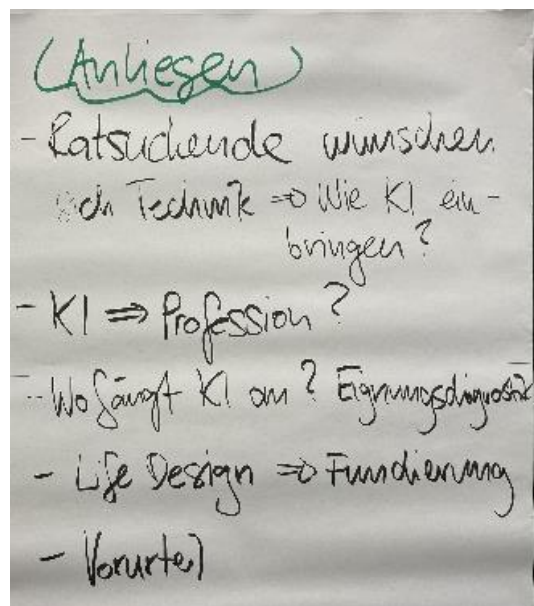 (Anliegen)
- Ratsuchende wünschen
sich Technik => Wie KI ein-
bringen?
- KI => Profession?
- Wo fängt KI an? Eignungsdiagnostik
- Life Design => Fundierung
- Vorurteil